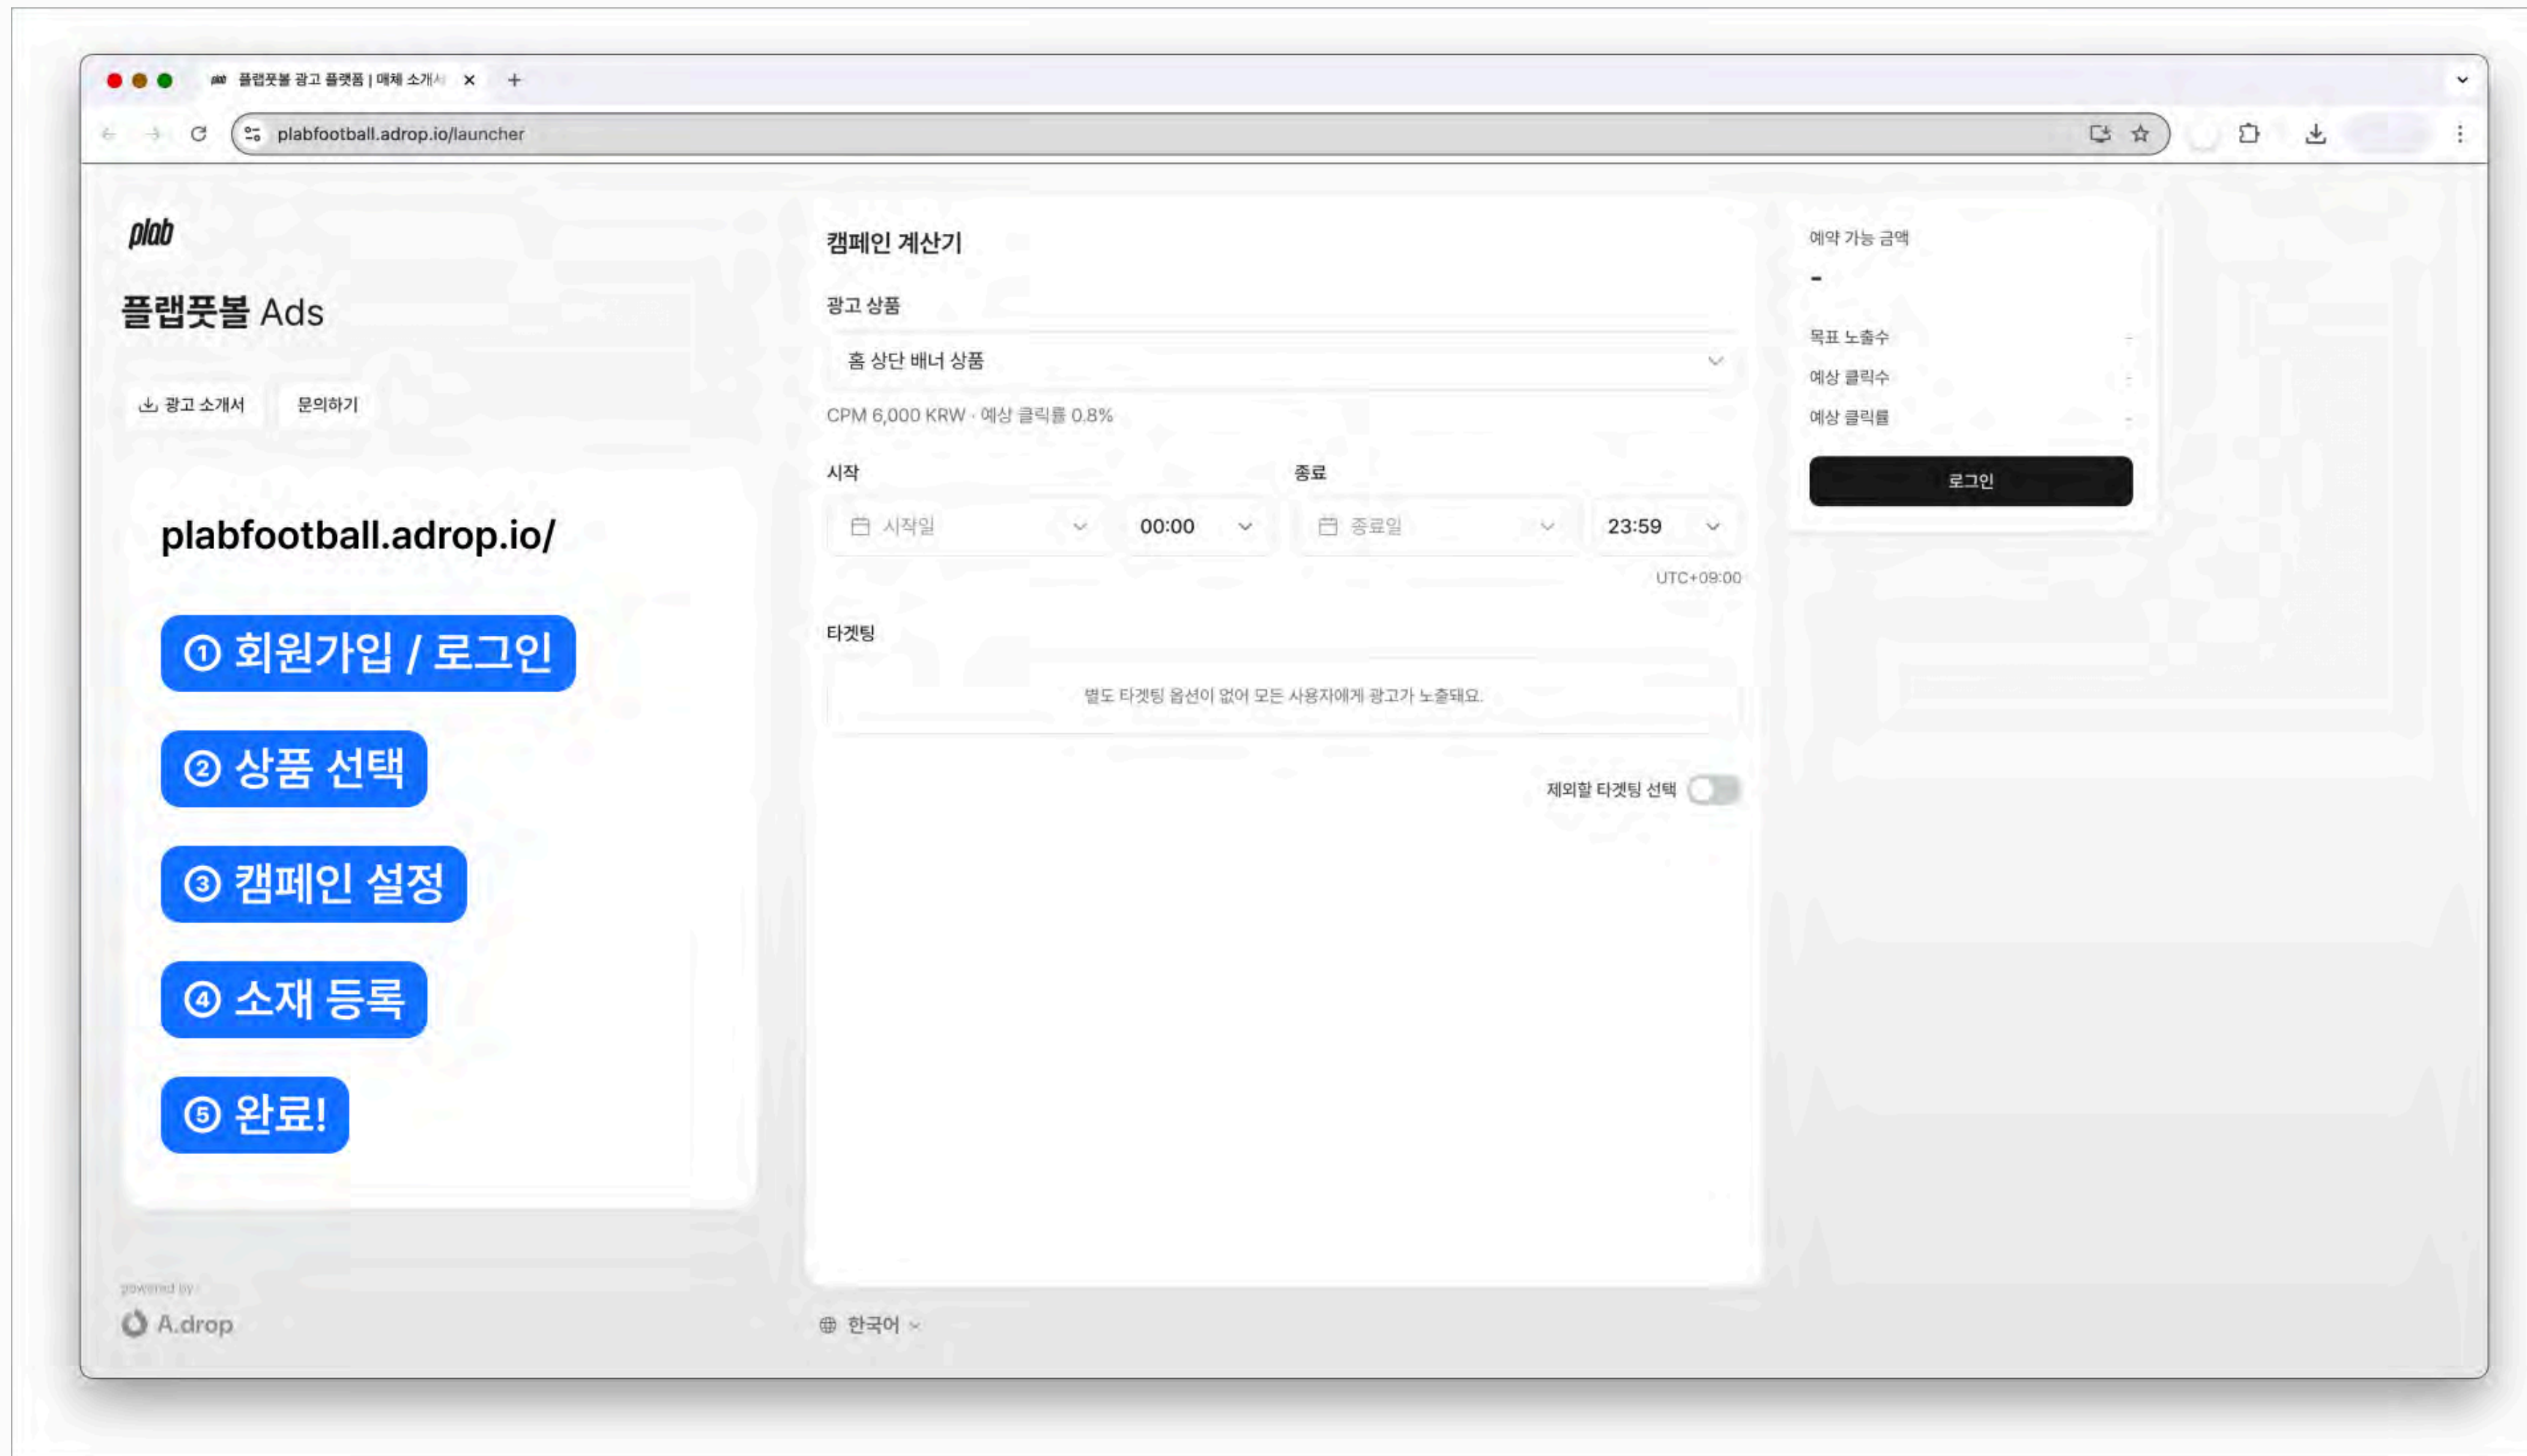 plab 플랩풋볼 광고 플랫폼 | 매체 소개
plabfootball.adrop.io/launcher
plab
플랩풋볼 Ads
광고 소개서
문의하기
plabfootball.adrop.io/
① 회원가입 / 로그인
② 상품 선택
③ 캠페인 설정
④ 소재 등록
⑤ 완료!
powered by
A.drop
캠페인 계산기
광고 상품
홈 상단 배너 상품
CPM 6,000 KRW · 예상 클릭률 0.8%
시작
종료
시작일
00:00
종료일
23:59
UTC+09:00
타겟팅
별도 타겟팅 옵션이 없어 모든 사용자에게 광고가 노출돼요.
제외할 타겟팅 선택
한국어
예약 가능 금액
-
목표 노출수 -
예상 클릭수 -
예상 클릭률 -
로그인